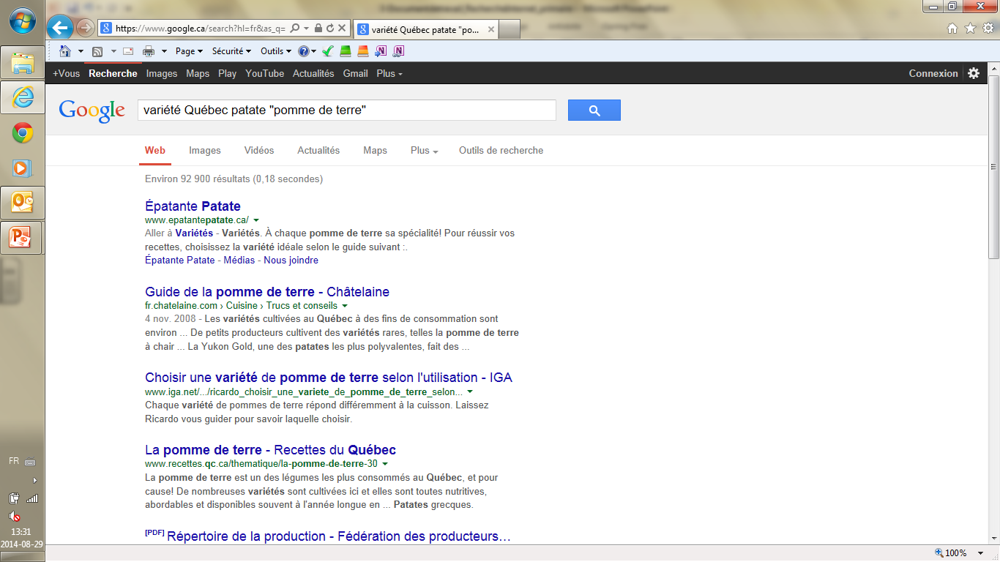 https://www.google.ca/search?hl=fr&as_q=
variété Québec patate "po...
Page
Sécurité
Outils
+Vous Recherche Images Maps Play YouTube Actualités Gmail Plus
Connexion
Google
variété Québec patate "pomme de terre"
Web Images Vidéos Actualités Maps Plus Outils de recherche
Environ 92 900 résultats (0,18 secondes)
Épatante Patate
www.epatantepatate.ca/
Aller à Variétés - Variétés. À chaque pomme de terre sa spécialité! Pour réussir vos
recettes, choisissez la variété idéale selon le guide suivant :.
Épatante Patate - Médias - Nous joindre
Guide de la pomme de terre - Châtelaine
fr.chatelaine.com › Cuisine › Trucs et conseils
4 nov. 2008 - Les variétés cultivées au Québec à des fins de consommation sont
environ ... De petits producteurs cultivent des variétés rares, telles la pomme de terre
à chair ... La Yukon Gold, une des patates les plus polyvalentes, fait des ...
Choisir une variété de pomme de terre selon l'utilisation - IGA
www.iga.net/.../ricardo_choisir_une_variete_de_pomme_de_terre_selon...
Chaque variété de pommes de terre répond différemment à la cuisson. Laissez
Ricardo vous guider pour savoir laquelle choisir.
La pomme de terre - Recettes du Québec
www.recettes.qc.ca/thematique/la-pomme-de-terre-30
La pomme de terre est un des légumes les plus consommés au Québec, et pour
cause! De nombreuses variétés sont cultivées ici et elles sont toutes nutritives,
abordables et disponibles souvent à l'année longue en ... Patates grecques.
[PDF] Répertoire de la production - Fédération des producteurs…
FR
13:31
2014-08-29
100%